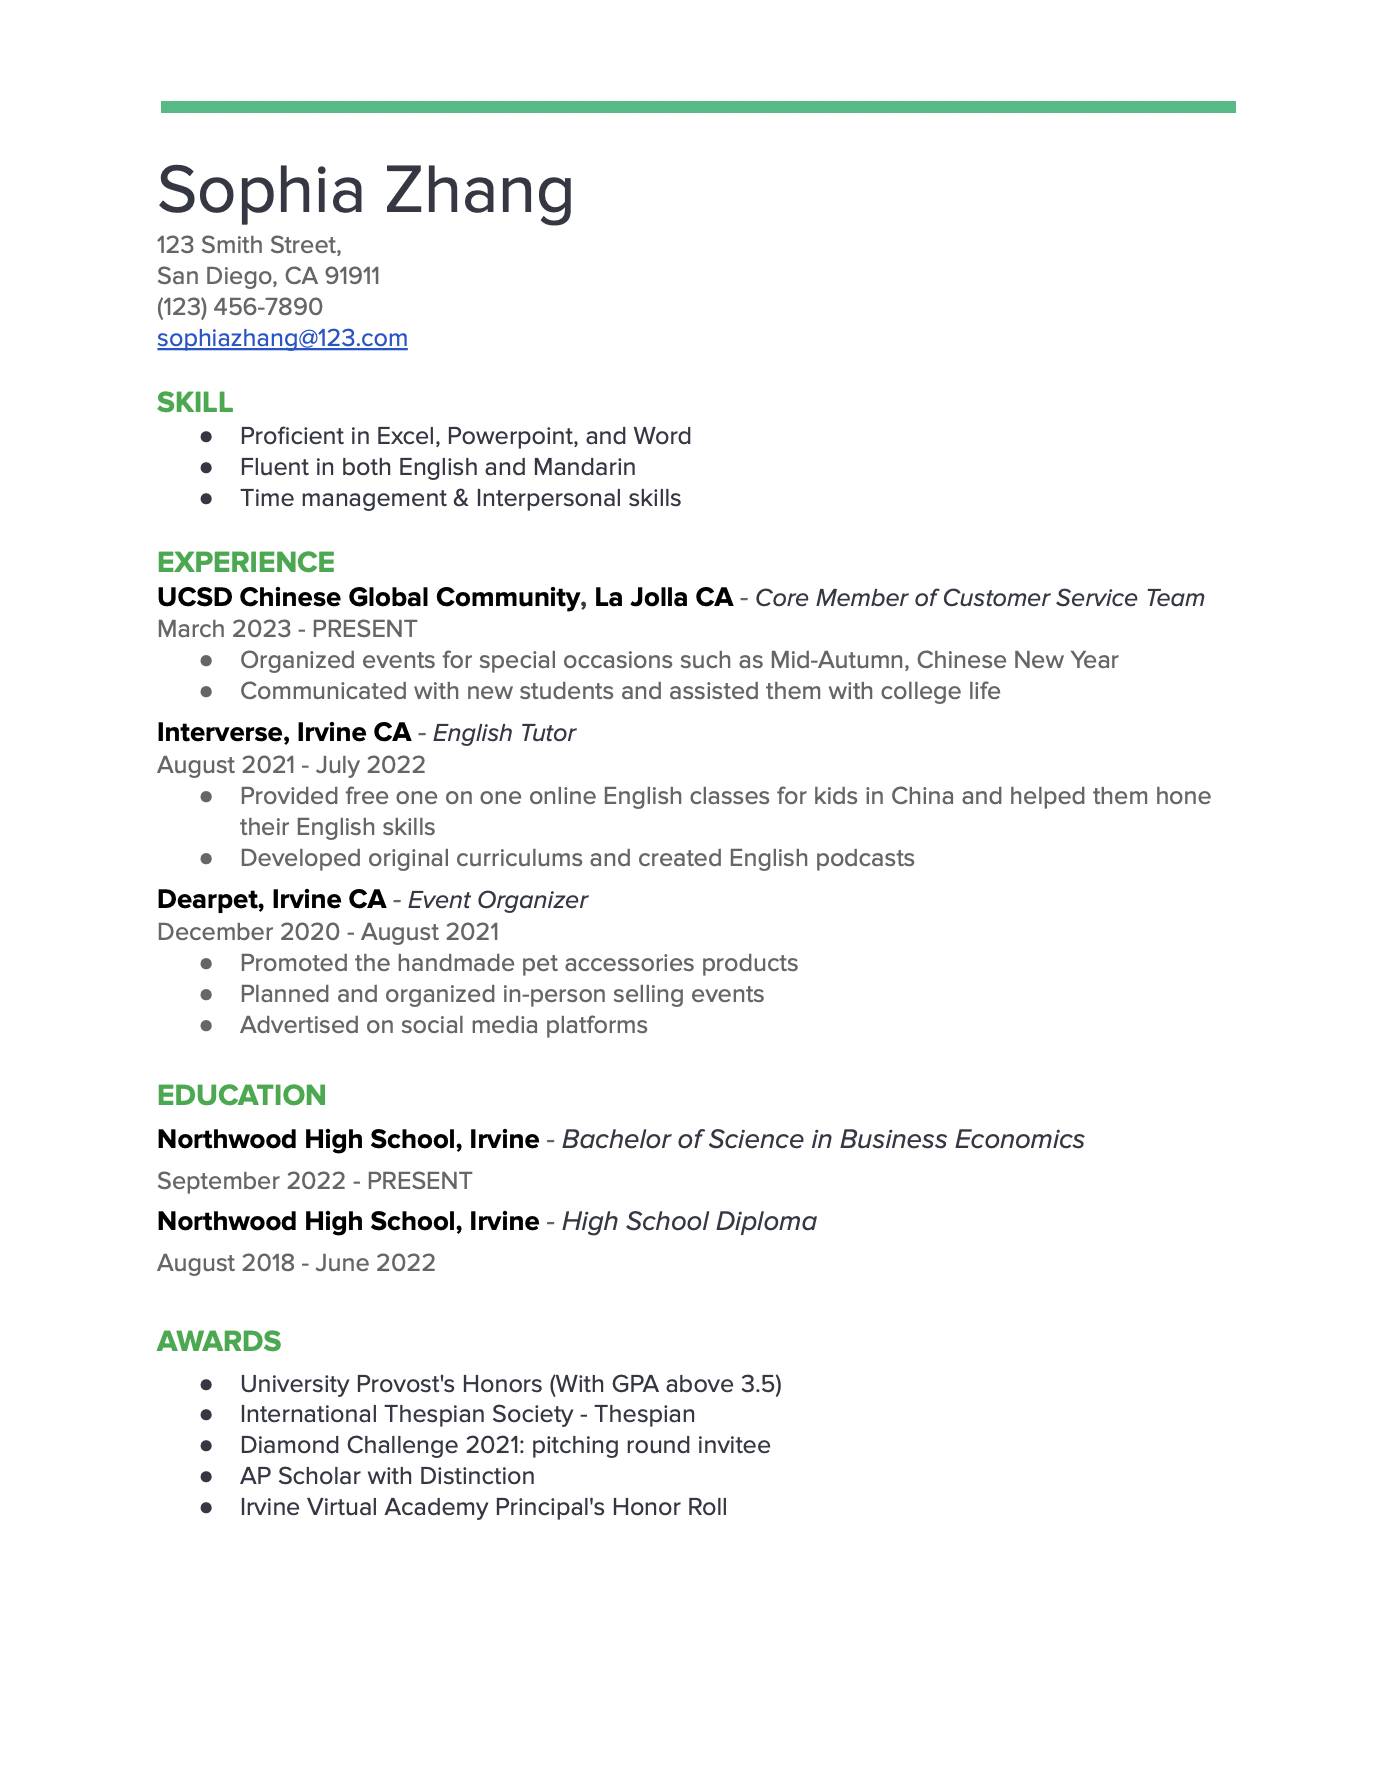 Sophia Zhang
123 Smith Street,
San Diego, CA 91911
(123) 456-7890
sophiazhang@123.com
SKILL
● Proficient in Excel, Powerpoint, and Word
● Fluent in both English and Mandarin
● Time management & Interpersonal skills
EXPERIENCE
UCSD Chinese Global Community, La Jolla CA - Core Member of Customer Service Team
March 2023 - PRESENT
● Organized events for special occasions such as Mid-Autumn, Chinese New Year
● Communicated with new students and assisted them with college life
Interverse, Irvine CA - English Tutor
August 2021 - July 2022
● Provided free one on one online English classes for kids in China and helped them hone
their English skills
● Developed original curriculums and created English podcasts
Dearpet, Irvine CA - Event Organizer
December 2020 - August 2021
● Promoted the handmade pet accessories products
● Planned and organized in-person selling events
● Advertised on social media platforms
EDUCATION
Northwood High School, Irvine - Bachelor of Science in Business Economics
September 2022 - PRESENT
Northwood High School, Irvine - High School Diploma
August 2018 - June 2022
AWARDS
● University Provost's Honors (With GPA above 3.5)
● International Thespian Society - Thespian
● Diamond Challenge 2021: pitching round invitee
● AP Scholar with Distinction
● Irvine Virtual Academy Principal's Honor Roll